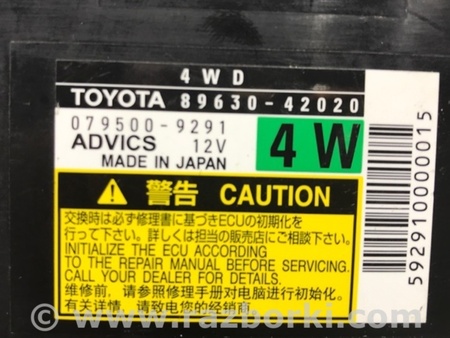 4WD
TOYOTA 89630-42020
079500-9291
ADVICS 12V
MADE IN JAPAN
4W
警告 CAUTION
交換時は必ず修理書に基づきECUの初期化を
行って下さい。詳しくは担当の販売店にご相談下さい。
INITIALIZE THE ECU ACCORDING
TO THE REPAIR MANUAL BEFORE SERVICING.
CALL YOUR DEALER FOR DETAILS.
维修前，请参照修理手册对电脑进行初始化。
有关详情，请致电您的经销商
5929100000015
www.razborki.com